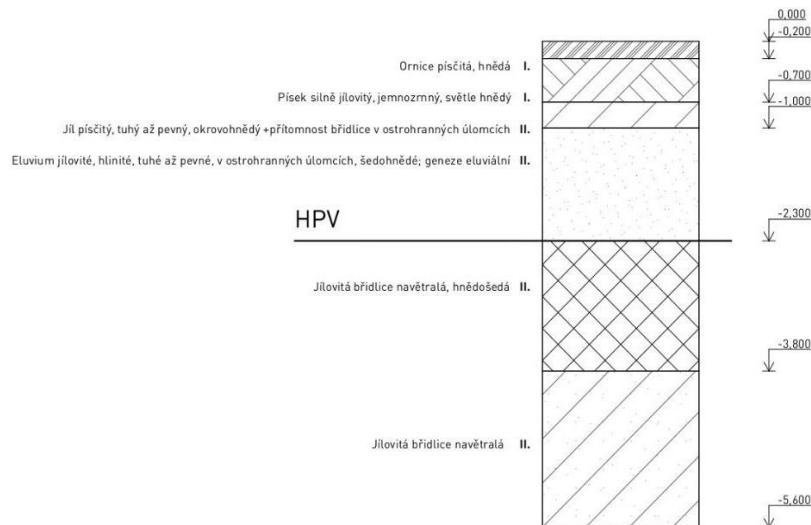 0,000
-0,200
Ornice písčitá, hnědá I.
-0,700
Písek silně jílovitý, jemnozrnný, světle hnědý I.
-1,000
Jíl písčitý, tuhý až pevný, okrovohnědý +přítomnost břidlice v ostrohranných úlomcích II.
Eluvium jílovité, hlinité, tuhé až pevné, v ostrohranných úlomcích, šedohnědé; geneze eluviální II.
HPV
-2,300
Jílovitá břidlice navětralá, hnědošedá II.
-3,800
Jílovitá břidlice navětralá II.
-5,600